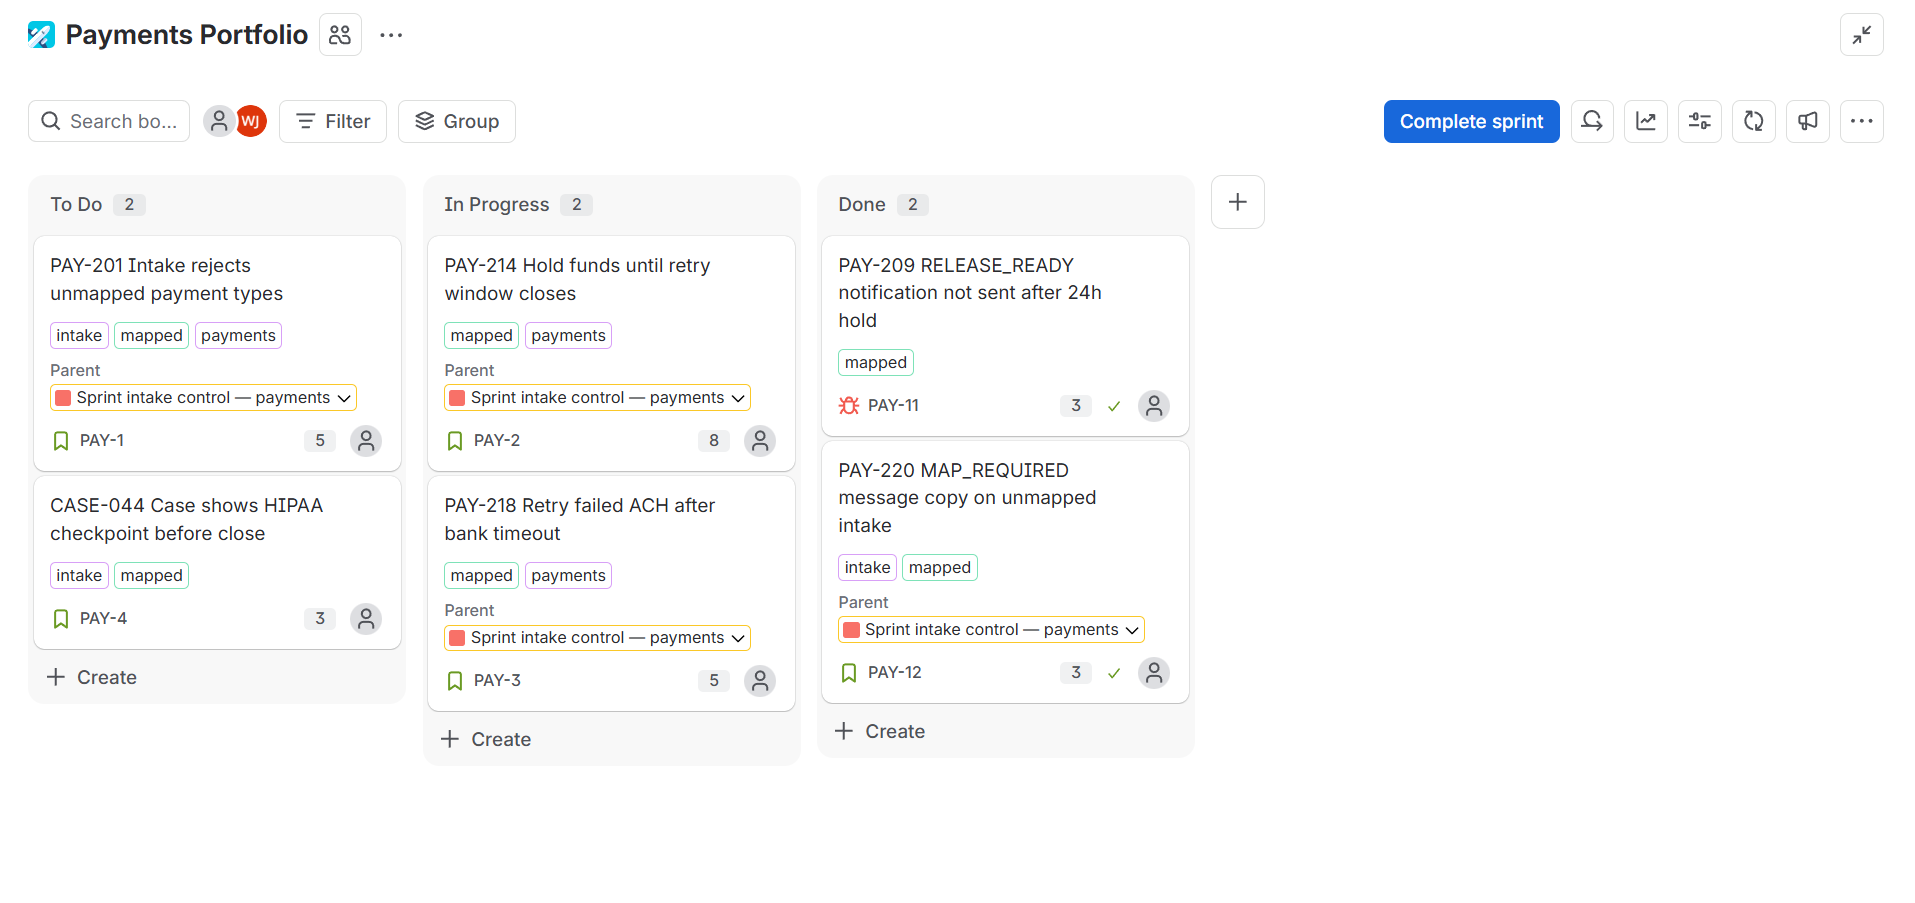 Payments Portfolio
Search bo...
WJ
Filter
Group
Complete sprint
To Do 2
PAY-201 Intake rejects
unmapped payment types
intake mapped payments
Parent
Sprint intake control — payments
PAY-1 5
CASE-044 Case shows HIPAA
checkpoint before close
intake mapped
PAY-4 3
Create
In Progress 2
PAY-214 Hold funds until retry
window closes
mapped payments
Parent
Sprint intake control — payments
PAY-2 8
PAY-218 Retry failed ACH after
bank timeout
mapped payments
Parent
Sprint intake control — payments
PAY-3 5
Create
Done 2
PAY-209 RELEASE_READY
notification not sent after 24h
hold
mapped
PAY-11 3
PAY-220 MAP_REQUIRED
message copy on unmapped
intake
intake mapped
Parent
Sprint intake control — payments
PAY-12 3
Create